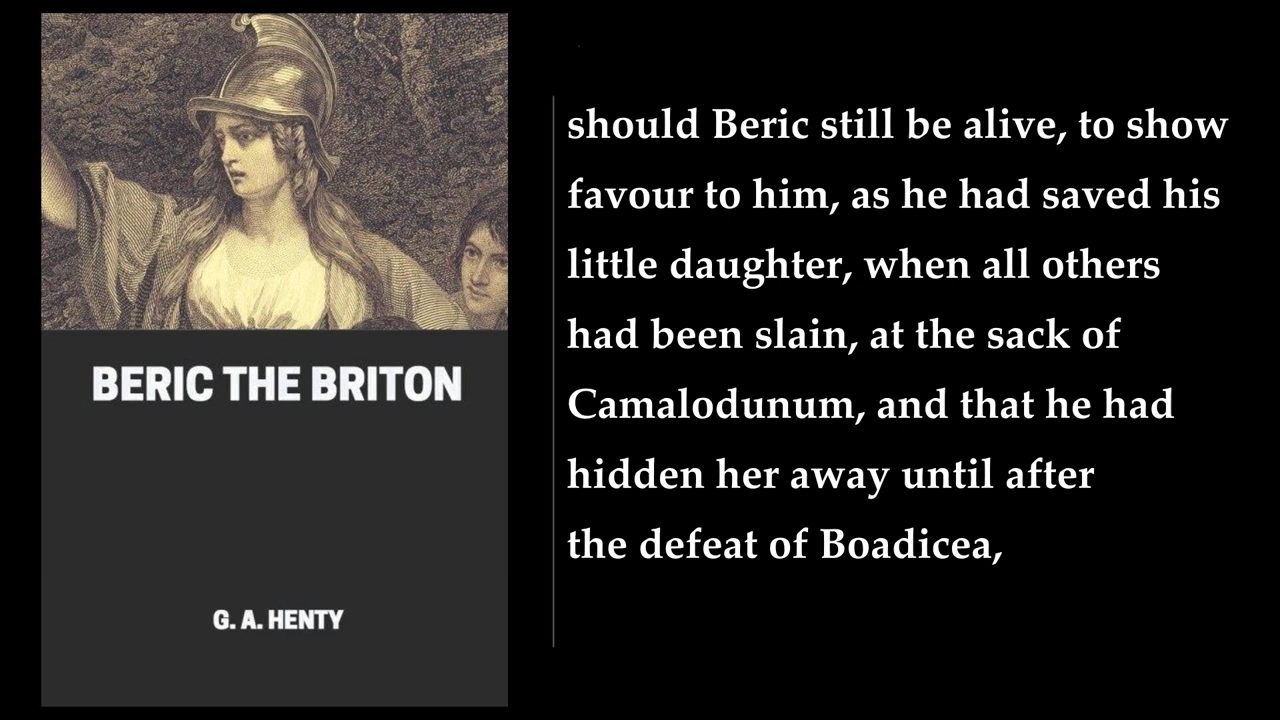 BERIC THE BRITON
G. A. HENTY
should Beric still be alive, to show
favour to him, as he had saved his
little daughter, when all others
had been slain, at the sack of
Camalodunum, and that he had
hidden her away until after
the defeat of Boadicea,